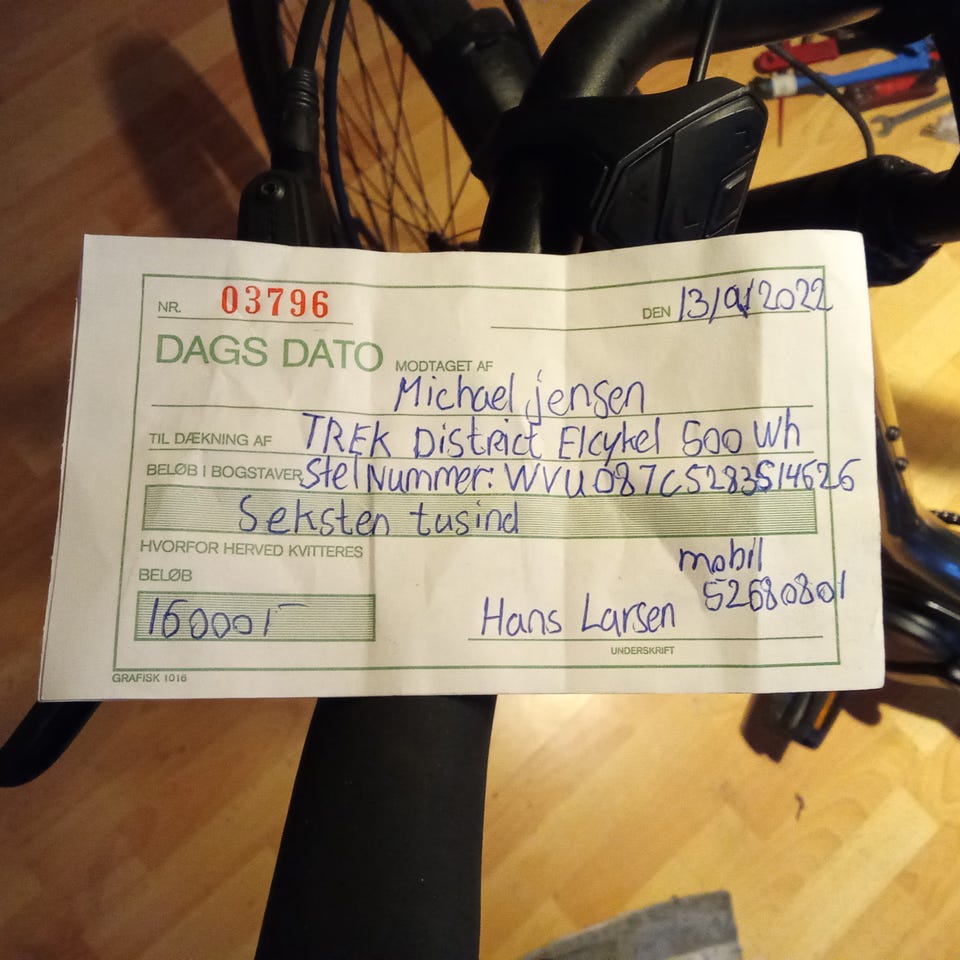 NR. 03796
DEN 13/9/2022
DAGS DATO MODTAGET AF
Michael jensen
TIL DÆKNING AF TREK District Elcykel 500 Wh
BELØB I BOGSTAVER Stel Nummer: WVU087C5283S14626
Seksten tusind
HVORFOR HERVED KVITTERES
mobil
BELØB
52680801
16000,-
Hans Larsen
UNDERSKRIFT
GRAFISK 1016